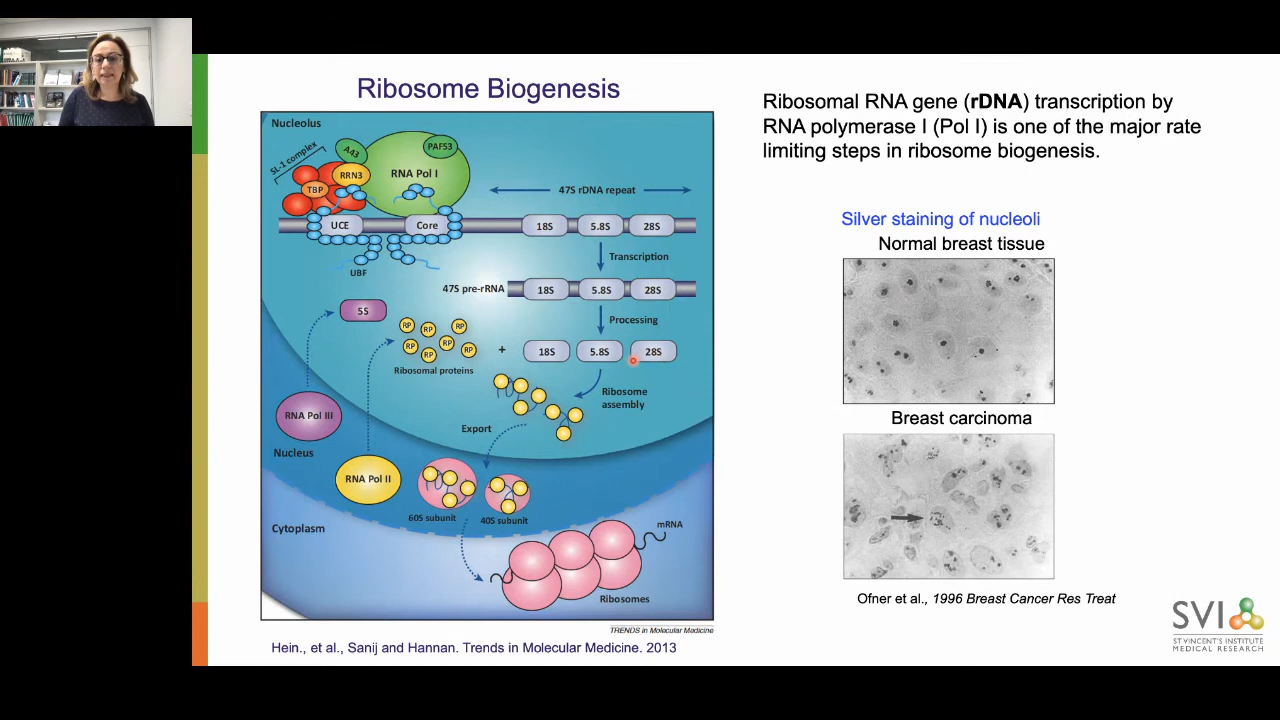 Ribosome Biogenesis
Nucleolus
SL-1 complex
A43
PAF53
RRN3
RNA Pol I
TBP
47S rDNA repeat
UCE
Core
18S
5.8S
28S
UBF
Transcription
47S pre-rRNA
18S
5.8S
28S
5S
Processing
RP
RP
RP
RP
RP
RP
RP
Ribosomal proteins
+
18S
5.8S
28S
Ribosome
assembly
Export
RNA Pol III
Nucleus
RNA Pol II
60S subunit
40S subunit
Cytoplasm
mRNA
Ribosomes
TRENDS in Molecular Medicine
Hein., et al., Sanij and Hannan. Trends in Molecular Medicine. 2013
Ribosomal RNA gene (rDNA) transcription by
RNA polymerase I (Pol I) is one of the major rate
limiting steps in ribosome biogenesis.
Silver staining of nucleoli
Normal breast tissue
Breast carcinoma
Ofner et al., 1996 Breast Cancer Res Treat
SVI
ST VINCENT'S INSTITUTE
MEDICAL RESEARCH